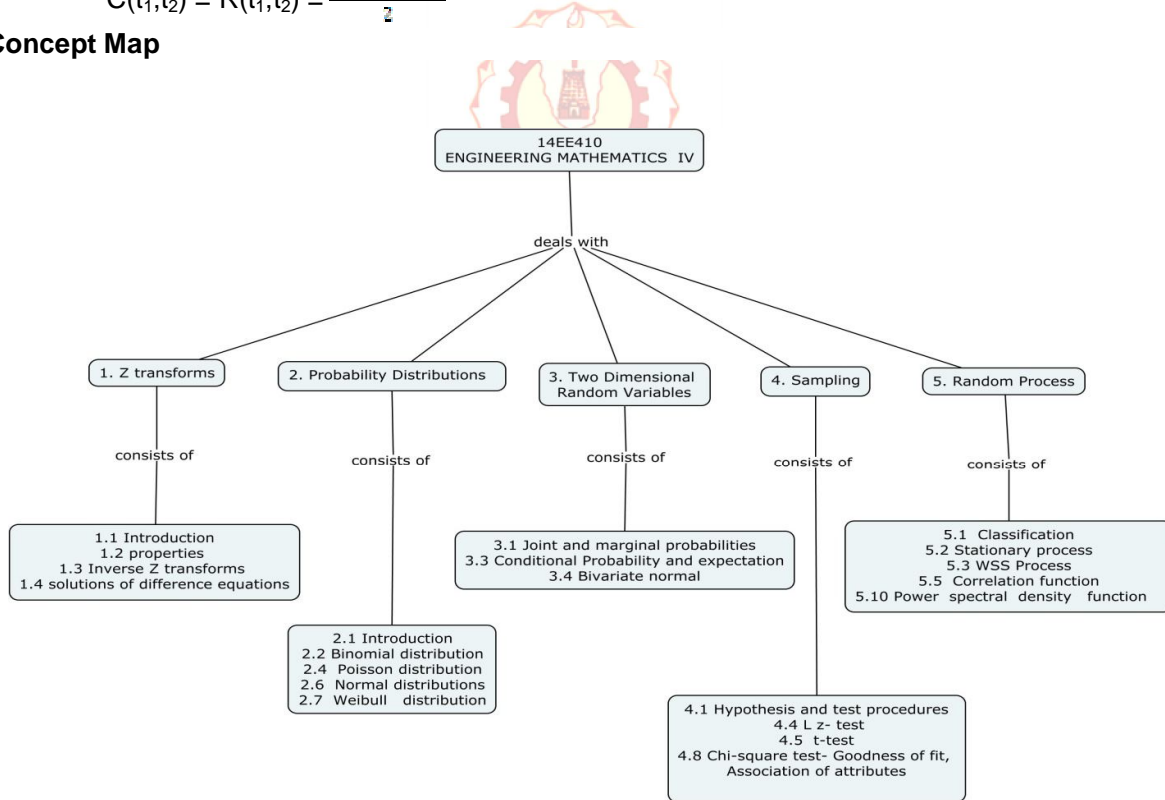 C(t₁,t₂) = R(t₁,t₂) =
2
Concept Map
14EE410
ENGINEERING MATHEMATICS IV
deals with
1. Z transforms
2. Probability Distributions
3. Two Dimensional
Random Variables
4. Sampling
5. Random Process
consists of
consists of
consists of
consists of
consists of
1.1 Introduction
1.2 properties
1.3 Inverse Z transforms
1.4 solutions of difference equations
2.1 Introduction
2.2 Binomial distribution
2.4 Poisson distribution
2.6 Normal distributions
2.7 Weibull distribution
3.1 Joint and marginal probabilities
3.3 Conditional Probability and expectation
3.4 Bivariate normal
4.1 Hypothesis and test procedures
4.4 L z- test
4.5 t-test
4.8 Chi-square test- Goodness of fit,
Association of attributes
5.1 Classification
5.2 Stationary process
5.3 WSS Process
5.5 Correlation function
5.10 Power spectral density function